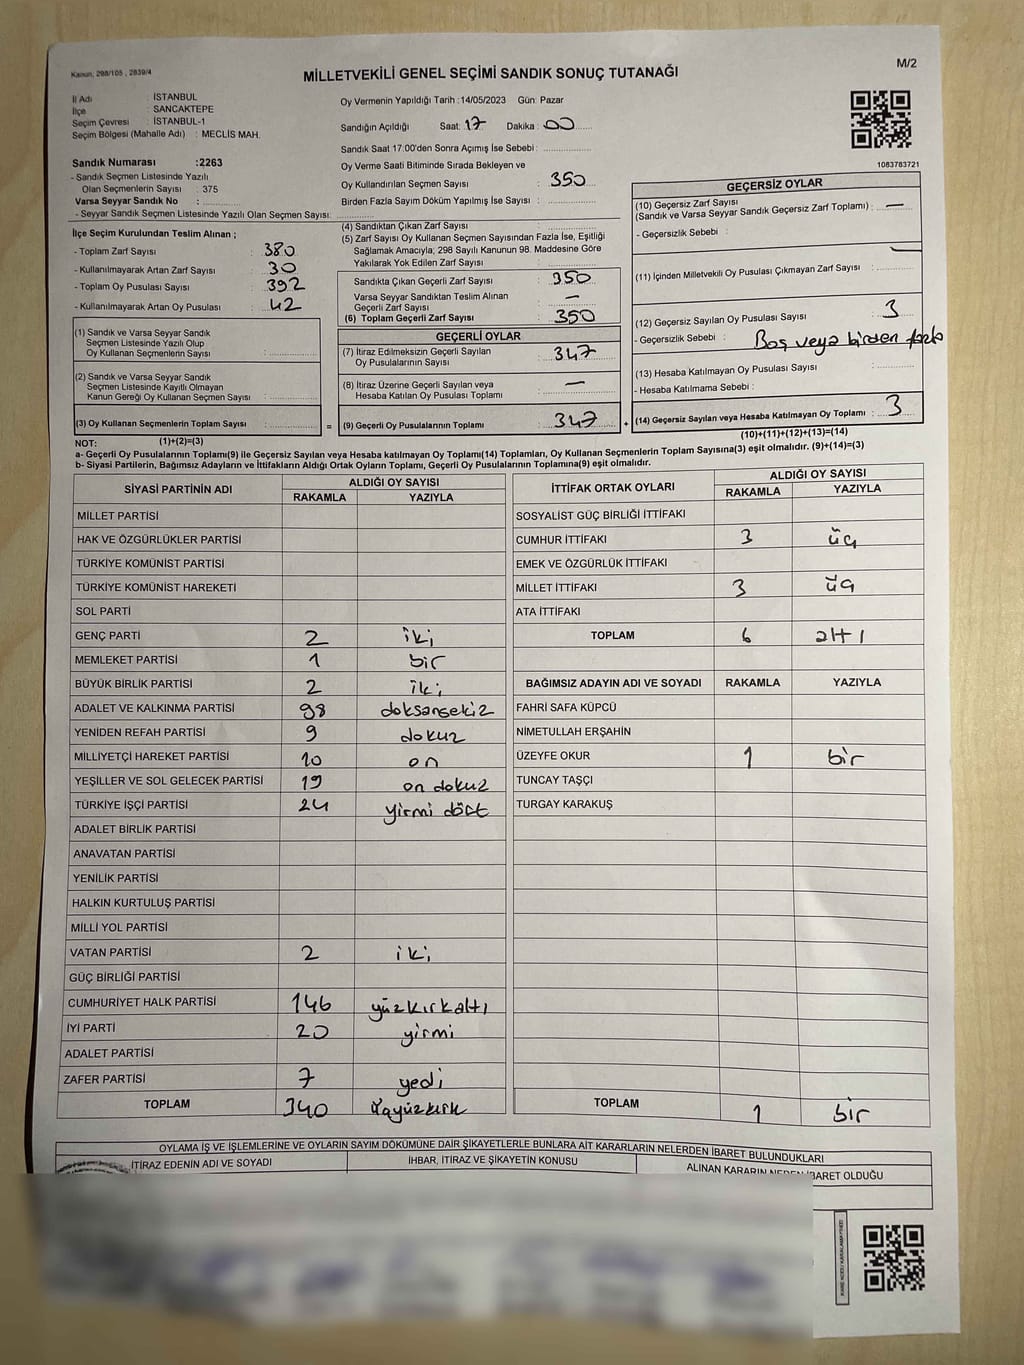 Kanun, 298/105 , 2839/4
M/2
MİLLETVEKİLİ GENEL SEÇİMİ SANDIK SONUÇ TUTANAĞI
İl Adı : İSTANBUL
İlçe : SANCAKTEPE
Seçim Çevresi : İSTANBUL-1
Seçim Bölgesi (Mahalle Adı) : MECLİS MAH.
Sandık Numarası :2263
- Sandık Seçmen Listesinde Yazılı
Olan Seçmenlerin Sayısı : 375
Varsa Seyyar Sandık No :
- Seyyar Sandık Seçmen Listesinde Yazılı Olan Seçmen Sayısı:
Oy Vermenin Yapıldığı Tarih :14/05/2023 Gün: Pazar
Sandığın Açıldığı Saat: 17 Dakika : 00
Sandık Saat 17:00'den Sonra Açımış İse Sebebi :
Oy Verme Saati Bitiminde Sırada Bekleyen ve
Oy Kullandırılan Seçmen Sayısı : 350
Birden Fazla Sayım Döküm Yapılmış İse Sayısı :
1083783721
İlçe Seçim Kurulundan Teslim Alınan ;
- Toplam Zarf Sayısı : 380
- Kullanılmayarak Artan Zarf Sayısı : 30
- Toplam Oy Pusulası Sayısı : 392
- Kullanılmayarak Artan Oy Pusulası : 42
(1) Sandık ve Varsa Seyyar Sandık
Seçmen Listesinde Yazılı Olup
Oy Kullanan Seçmenlerin Sayısı :
(2) Sandık ve Varsa Seyyar Sandık
Seçmen Listesinde Kayıtlı Olmayan
Kanun Gereği Oy Kullanan Seçmen Sayısı :
(3) Oy Kullanan Seçmenlerin Toplam Sayısı : =
(4) Sandıktan Çıkan Zarf Sayısı :
(5) Zarf Sayısı Oy Kullanan Seçmen Sayısından Fazla İse, Eşitliği
Sağlamak Amacıyla; 298 Sayılı Kanunun 98. Maddesine Göre
Yakılarak Yok Edilen Zarf Sayısı :
Sandıkta Çıkan Geçerli Zarf Sayısı : 350
Varsa Seyyar Sandıktan Teslim Alınan
Geçerli Zarf Sayısı : —
(6) Toplam Geçerli Zarf Sayısı : 350
GEÇERLİ OYLAR
(7) İtiraz Edilmeksizin Geçerli Sayılan
Oy Pusulalarının Sayısı : 347
(8) İtiraz Üzerine Geçerli Sayılan veya
Hesaba Katılan Oy Pusulası Toplamı : —
(9) Geçerli Oy Pusulalarının Toplamı : 347 +
GEÇERSİZ OYLAR
(10) Geçersiz Zarf Sayısı
(Sandık ve Varsa Seyyar Sandık Geçersiz Zarf Toplamı) : —
- Geçersizlik Sebebi :
(11) İçinden Milletvekili Oy Pusulası Çıkmayan Zarf Sayısı :
(12) Geçersiz Sayılan Oy Pusulası Sayısı : 3
- Geçersizlik Sebebi : Boş veya birden fazla
(13) Hesaba Katılmayan Oy Pusulası Sayısı :
- Hesaba Katılmama Sebebi :
(14) Geçersiz Sayılan veya Hesaba Katılmayan Oy Toplamı : 3
NOT: (1)+(2)=(3) (10)+(11)+(12)+(13)=(14)
a- Geçerli Oy Pusulalarının Toplamı(9) ile Geçersiz Sayılan veya Hesaba katılmayan Oy Toplamı(14) Toplamları, Oy Kullanan Seçmenlerin Toplam Sayısına(3) eşit olmalıdır. (9)+(14)=(3)
b- Siyasi Partilerin, Bağımsız Adayların ve İttifakların Aldığı Ortak Oyların Toplamı, Geçerli Oy Pusulalarının Toplamına(9) eşit olmalıdır.
SİYASİ PARTİNİN ADI ALDIĞI OY SAYISI
RAKAMLA YAZIYLA
MİLLET PARTİSİ
HAK VE ÖZGÜRLÜKLER PARTİSİ
TÜRKİYE KOMÜNİST PARTİSİ
TÜRKİYE KOMÜNİST HAREKETİ
SOL PARTİ
GENÇ PARTİ 2 iki
MEMLEKET PARTİSİ 1 bir
BÜYÜK BİRLİK PARTİSİ 2 iki
ADALET VE KALKINMA PARTİSİ 98 doksansekiz
YENİDEN REFAH PARTİSİ 9 dokuz
MİLLİYETÇİ HAREKET PARTİSİ 10 on
YEŞİLLER VE SOL GELECEK PARTİSİ 19 on dokuz
TÜRKİYE İŞÇİ PARTİSİ 24 yirmi dört
ADALET BİRLİK PARTİSİ
ANAVATAN PARTİSİ
YENİLİK PARTİSİ
HALKIN KURTULUŞ PARTİSİ
MİLLİ YOL PARTİSİ
VATAN PARTİSİ 2 iki
GÜÇ BİRLİĞİ PARTİSİ
CUMHURİYET HALK PARTİSİ 146 yüzkırkaltı
İYİ PARTİ 20 yirmi
ADALET PARTİSİ
ZAFER PARTİSİ 7 yedi
TOPLAM 340 üçyüzkırk
İTTİFAK ORTAK OYLARI ALDIĞI OY SAYISI
RAKAMLA YAZIYLA
SOSYALİST GÜÇ BİRLİĞİ İTTİFAKI
CUMHUR İTTİFAKI 3 üç
EMEK VE ÖZGÜRLÜK İTTİFAKI
MİLLET İTTİFAKI 3 üç
ATA İTTİFAKI
TOPLAM 6 altı
BAĞIMSIZ ADAYIN ADI VE SOYADI RAKAMLA YAZIYLA
FAHRİ SAFA KÜPCÜ
NİMETULLAH ERŞAHİN
ÜZEYFE OKUR 1 bir
TUNCAY TAŞÇI
TURGAY KARAKUŞ
TOPLAM 1 bir
OYLAMA İŞ VE İŞLEMLERİNE VE OYLARIN SAYIM DÖKÜMÜNE DAİR ŞİKAYETLERLE BUNLARA AİT KARARLARIN NELERDEN İBARET BULUNDUKLARI
İTİRAZ EDENİN ADI VE SOYADI İHBAR, İTİRAZ VE ŞİKAYETİN KONUSU ALINAN KARARIN NEDEN İBARET OLDUĞU